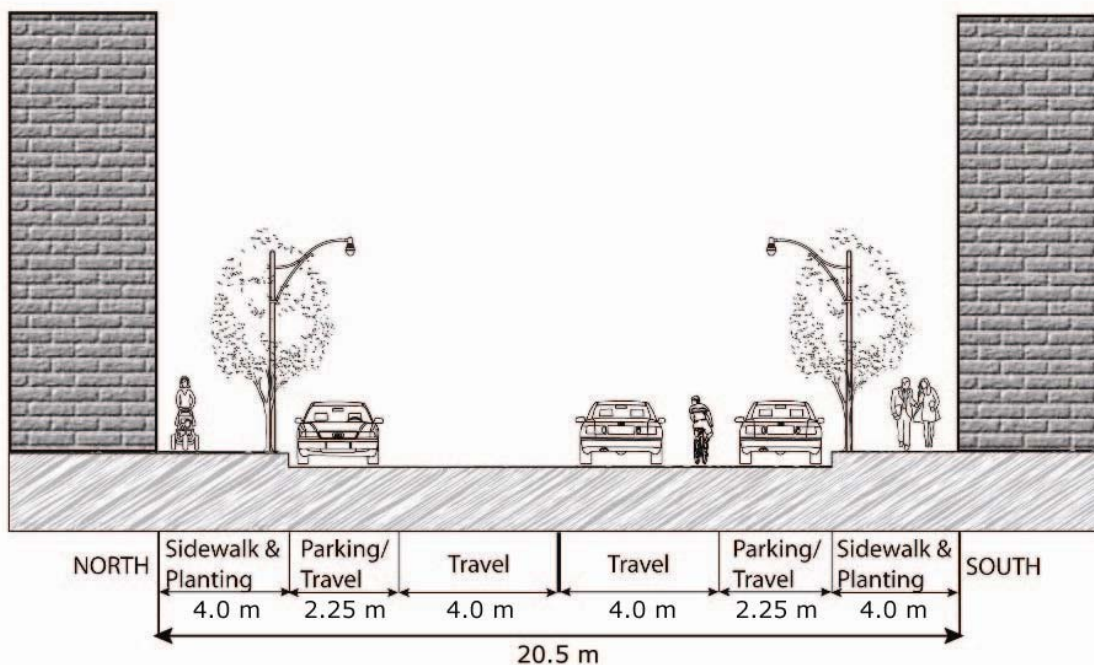 NORTH
Sidewalk &
Planting
4.0 m
Parking/
Travel
2.25 m
Travel
4.0 m
Travel
4.0 m
Parking/
Travel
2.25 m
Sidewalk &
Planting
4.0 m
SOUTH
20.5 m